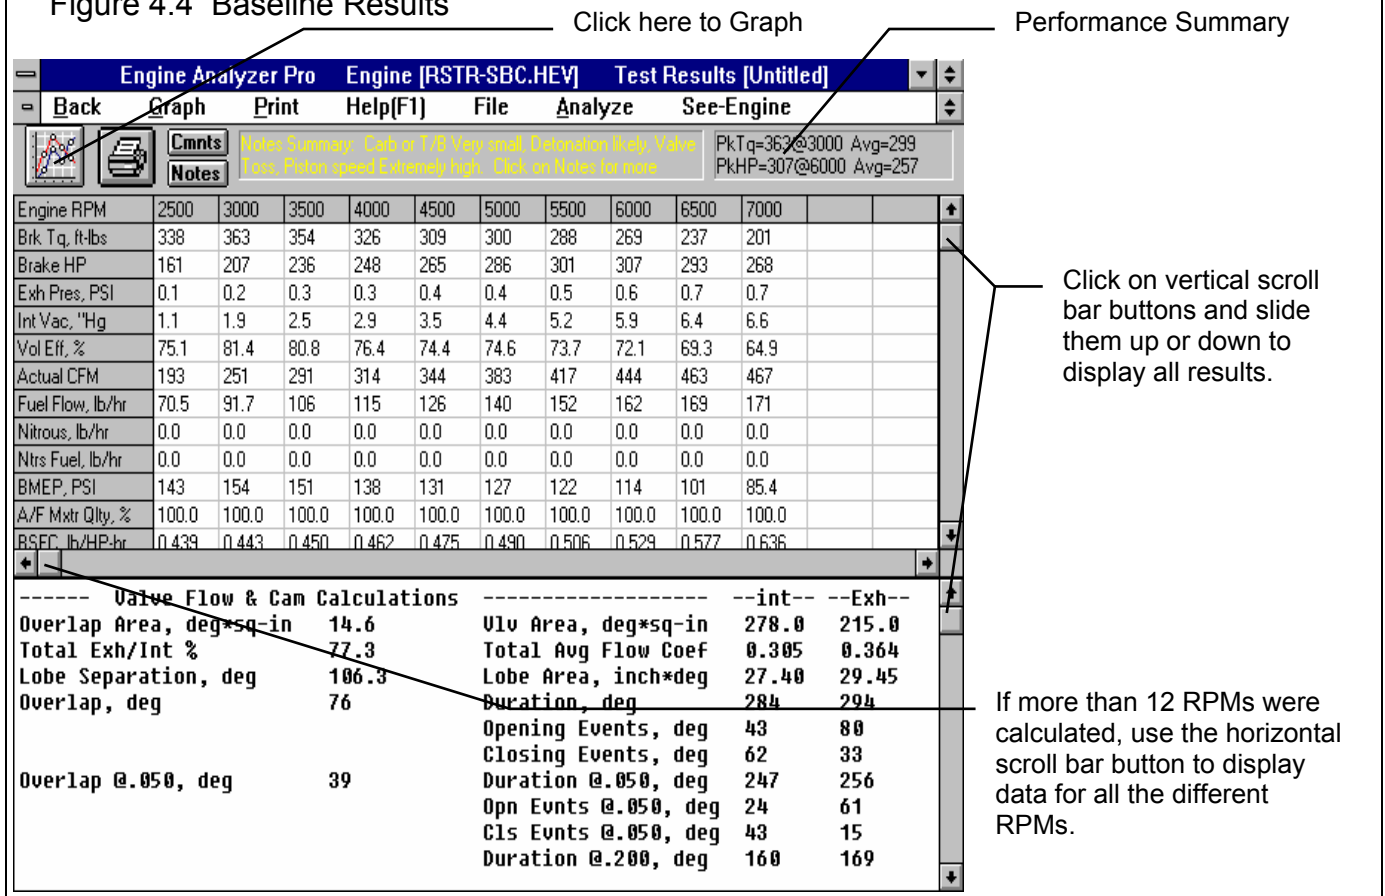 Figure 4.4  Baseline Results
Click here to Graph
Performance Summary
Engine Analyzer Pro    Engine [RSTR-SBC.HEV]    Test Results [Untitled]
Back Graph Print Help(F1) File Analyze See-Engine
Cmnts
Notes
Notes Summary:  Carb or T/B Very small, Detonation likely, Valve
Toss, Piston speed Extremely high.  Click on Notes for more
PkTq=363@3000  Avg=299
PkHP=307@6000  Avg=257
Engine RPM 2500 3000 3500 4000 4500 5000 5500 6000 6500 7000
Brk Tq, ft-lbs 338 363 354 326 309 300 288 269 237 201
Brake HP 161 207 236 248 265 286 301 307 293 268
Exh Pres, PSI 0.1 0.2 0.3 0.3 0.4 0.4 0.5 0.6 0.7 0.7
Int Vac, "Hg 1.1 1.9 2.5 2.9 3.5 4.4 5.2 5.9 6.4 6.6
Vol Eff, % 75.1 81.4 80.8 76.4 74.4 74.6 73.7 72.1 69.3 64.9
Actual CFM 193 251 291 314 344 383 417 444 463 467
Fuel Flow, lb/hr 70.5 91.7 106 115 126 140 152 162 169 171
Nitrous, lb/hr 0.0 0.0 0.0 0.0 0.0 0.0 0.0 0.0 0.0 0.0
Ntrs Fuel, lb/hr 0.0 0.0 0.0 0.0 0.0 0.0 0.0 0.0 0.0 0.0
BMEP, PSI 143 154 151 138 131 127 122 114 101 85.4
A/F Mxtr Qlty, % 100.0 100.0 100.0 100.0 100.0 100.0 100.0 100.0 100.0 100.0
BSFC, lb/HP-hr 0.439 0.443 0.450 0.462 0.475 0.490 0.506 0.529 0.577 0.636
Click on vertical scroll
bar buttons and slide
them up or down to
display all results.
------  Valve Flow & Cam Calculations  -------------------  --int-- --Exh--
Overlap Area, deg*sq-in 14.6 Vlv Area, deg*sq-in 278.0 215.0
Total Exh/Int % 77.3 Total Avg Flow Coef 0.305 0.364
Lobe Separation, deg 106.3 Lobe Area, inch*deg 27.40 29.45
Overlap, deg 76 Duration, deg 284 294
Opening Events, deg 43 80
Closing Events, deg 62 33
Overlap @.050, deg 39 Duration @.050, deg 247 256
Opn Evnts @.050, deg 24 61
Cls Evnts @.050, deg 43 15
Duration @.200, deg 160 169
If more than 12 RPMs were
calculated, use the horizontal
scroll bar button to display
data for all the different
RPMs.